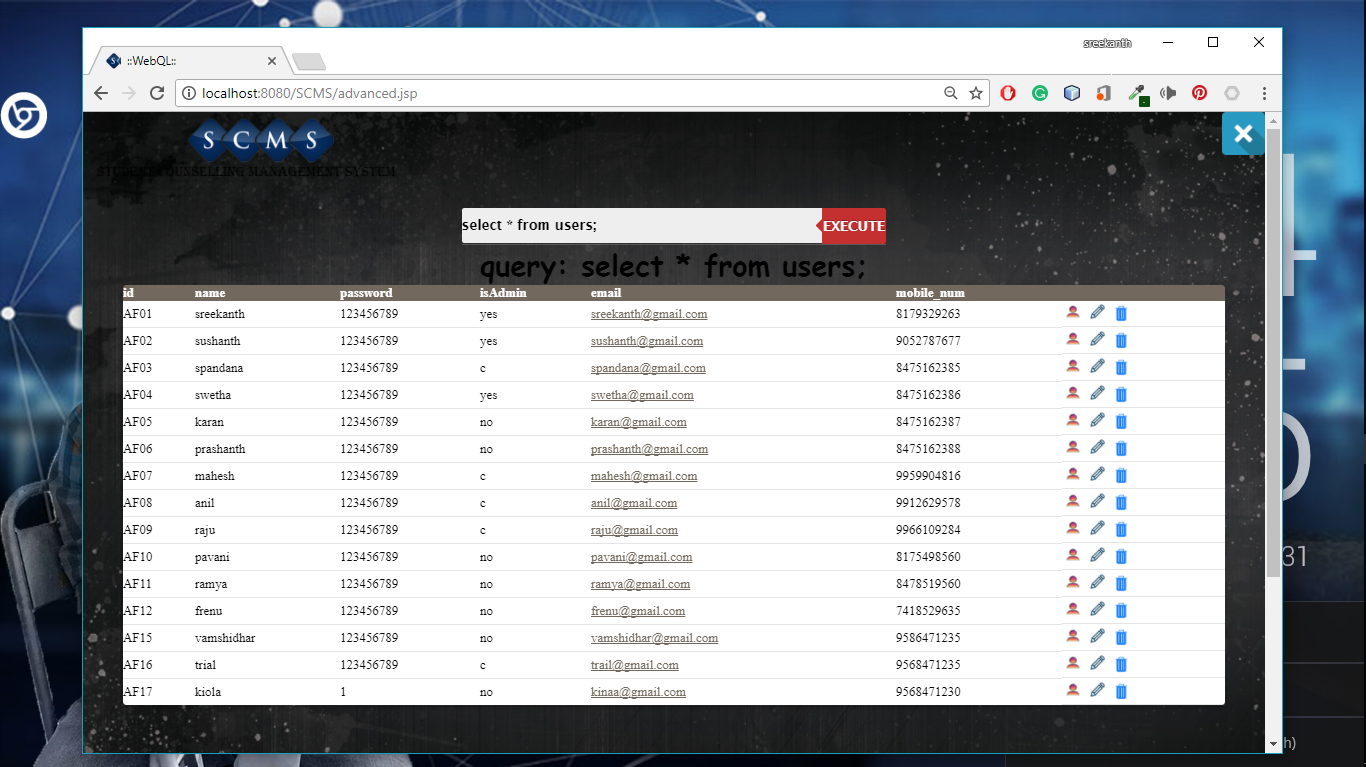 sreekanth
::WebQL::
localhost:8080/SCMS/advanced.jsp
S C M S
STUDENT COUNSELLING MANAGEMENT SYSTEM
select * from users; EXECUTE
query: select * from users;
id name password isAdmin email mobile_num
AF01 sreekanth 123456789 yes sreekanth@gmail.com 8179329263
AF02 sushanth 123456789 yes sushanth@gmail.com 9052787677
AF03 spandana 123456789 c spandana@gmail.com 8475162385
AF04 swetha 123456789 yes swetha@gmail.com 8475162386
AF05 karan 123456789 no karan@gmail.com 8475162387
AF06 prashanth 123456789 no prashanth@gmail.com 8475162388
AF07 mahesh 123456789 c mahesh@gmail.com 9959904816
AF08 anil 123456789 c anil@gmail.com 9912629578
AF09 raju 123456789 c raju@gmail.com 9966109284
AF10 pavani 123456789 no pavani@gmail.com 8175498560
AF11 ramya 123456789 no ramya@gmail.com 8478519560
AF12 frenu 123456789 no frenu@gmail.com 7418529635
AF15 vamshidhar 123456789 no vamshidhar@gmail.com 9586471235
AF16 trial 123456789 c trail@gmail.com 9568471235
AF17 kiola 1 no kinaa@gmail.com 9568471230
31
h)